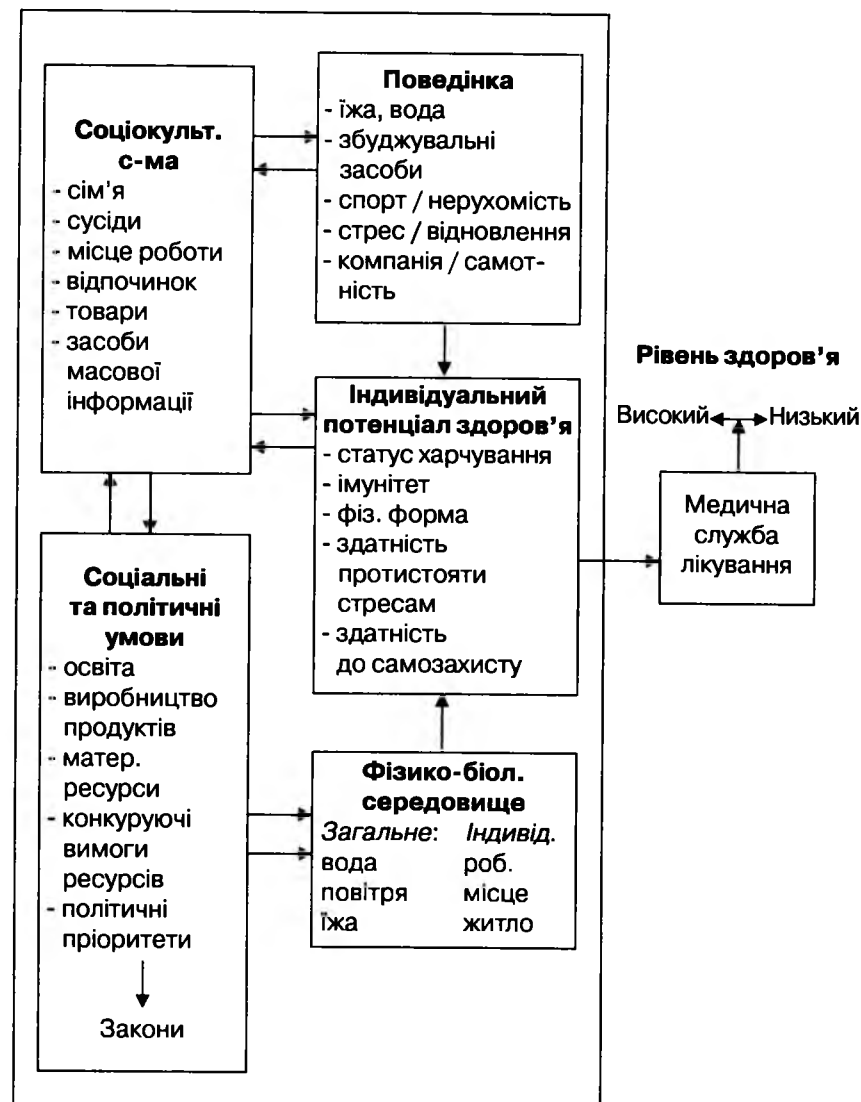 Соціокульт.
с-ма
- сім'я
- сусіди
- місце роботи
- відпочинок
- товари
- засоби
масової
інформації
Поведінка
- їжа, вода
- збуджувальні
засоби
- спорт / нерухомість
- стрес / відновлення
- компанія / самот-
ність
Індивідуальний
потенціал здоров'я
- статус харчування
- імунітет
- фіз. форма
- здатність
протистояти
стресам
- здатність
до самозахисту
Рівень здоров'я
Високий Низький
Медична
служба
лікування
Соціальні
та політичні
умови
- освіта
- виробництво
продуктів
- матер.
ресурси
- конкуруючі
вимоги
ресурсів
- політичні
пріоритети
Закони
Фізико-біол.
середовище
Загальне: Індивід.
вода роб.
повітря місце
їжа житло